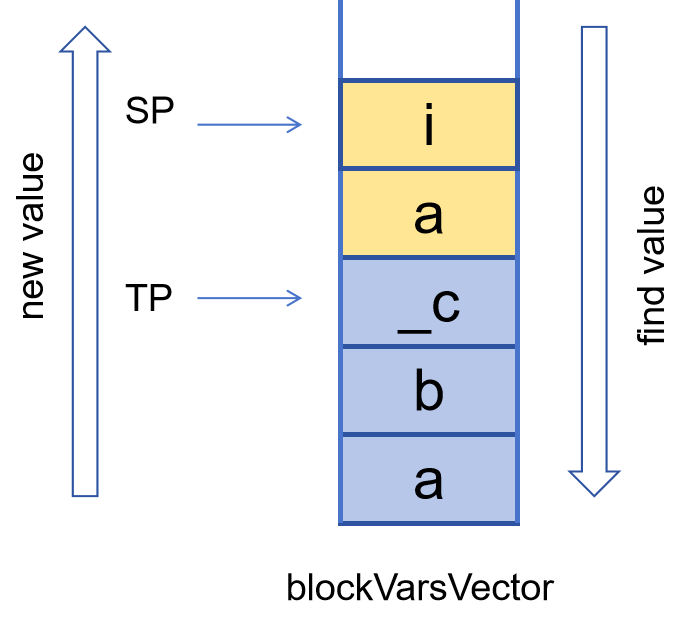 new value
SP
TP
i
a
_c
b
a
find value
blockVarsVector